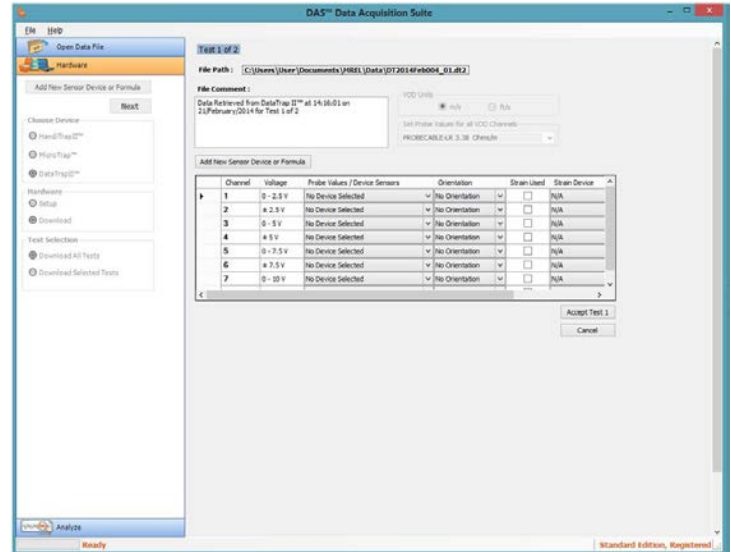 DAS™ Data Acquisition Suite
File Help
Open Data File
Hardware
Add New Sensor Device or Formula
Next
Choose Device
HandiTrapII™
MicroTrap™
DataTrapII™
Hardware
Setup
Download
Test Selection
Download All Tests
Download Selected Tests
Analyze
Test 1 of 2
File Path : C:\Users\User\Documents\MREL\Data\DT2014Feb004_01.dt2
File Comment :
Data Retrieved from DataTrap II™ at 14:16:01 on
21/February/2014 for Test 1 of 2
VOD Units
m/s ft/s
Set Probe Values for all VOD Channels
PROBECABLE-LR 3.38 Ohms/m
Add New Sensor Device or Formula
Channel Voltage Probe Values / Device Sensors Orientation Strain Used Strain Device
1 0 - 2.5 V No Device Selected No Orientation N/A
2 ± 2.5 V No Device Selected No Orientation N/A
3 0 - 5 V No Device Selected No Orientation N/A
4 ± 5 V No Device Selected No Orientation N/A
5 0 - 7.5 V No Device Selected No Orientation N/A
6 ± 7.5 V No Device Selected No Orientation N/A
7 0 - 10 V No Device Selected No Orientation N/A
Accept Test 1
Cancel
Ready
Standard Edition, Registered